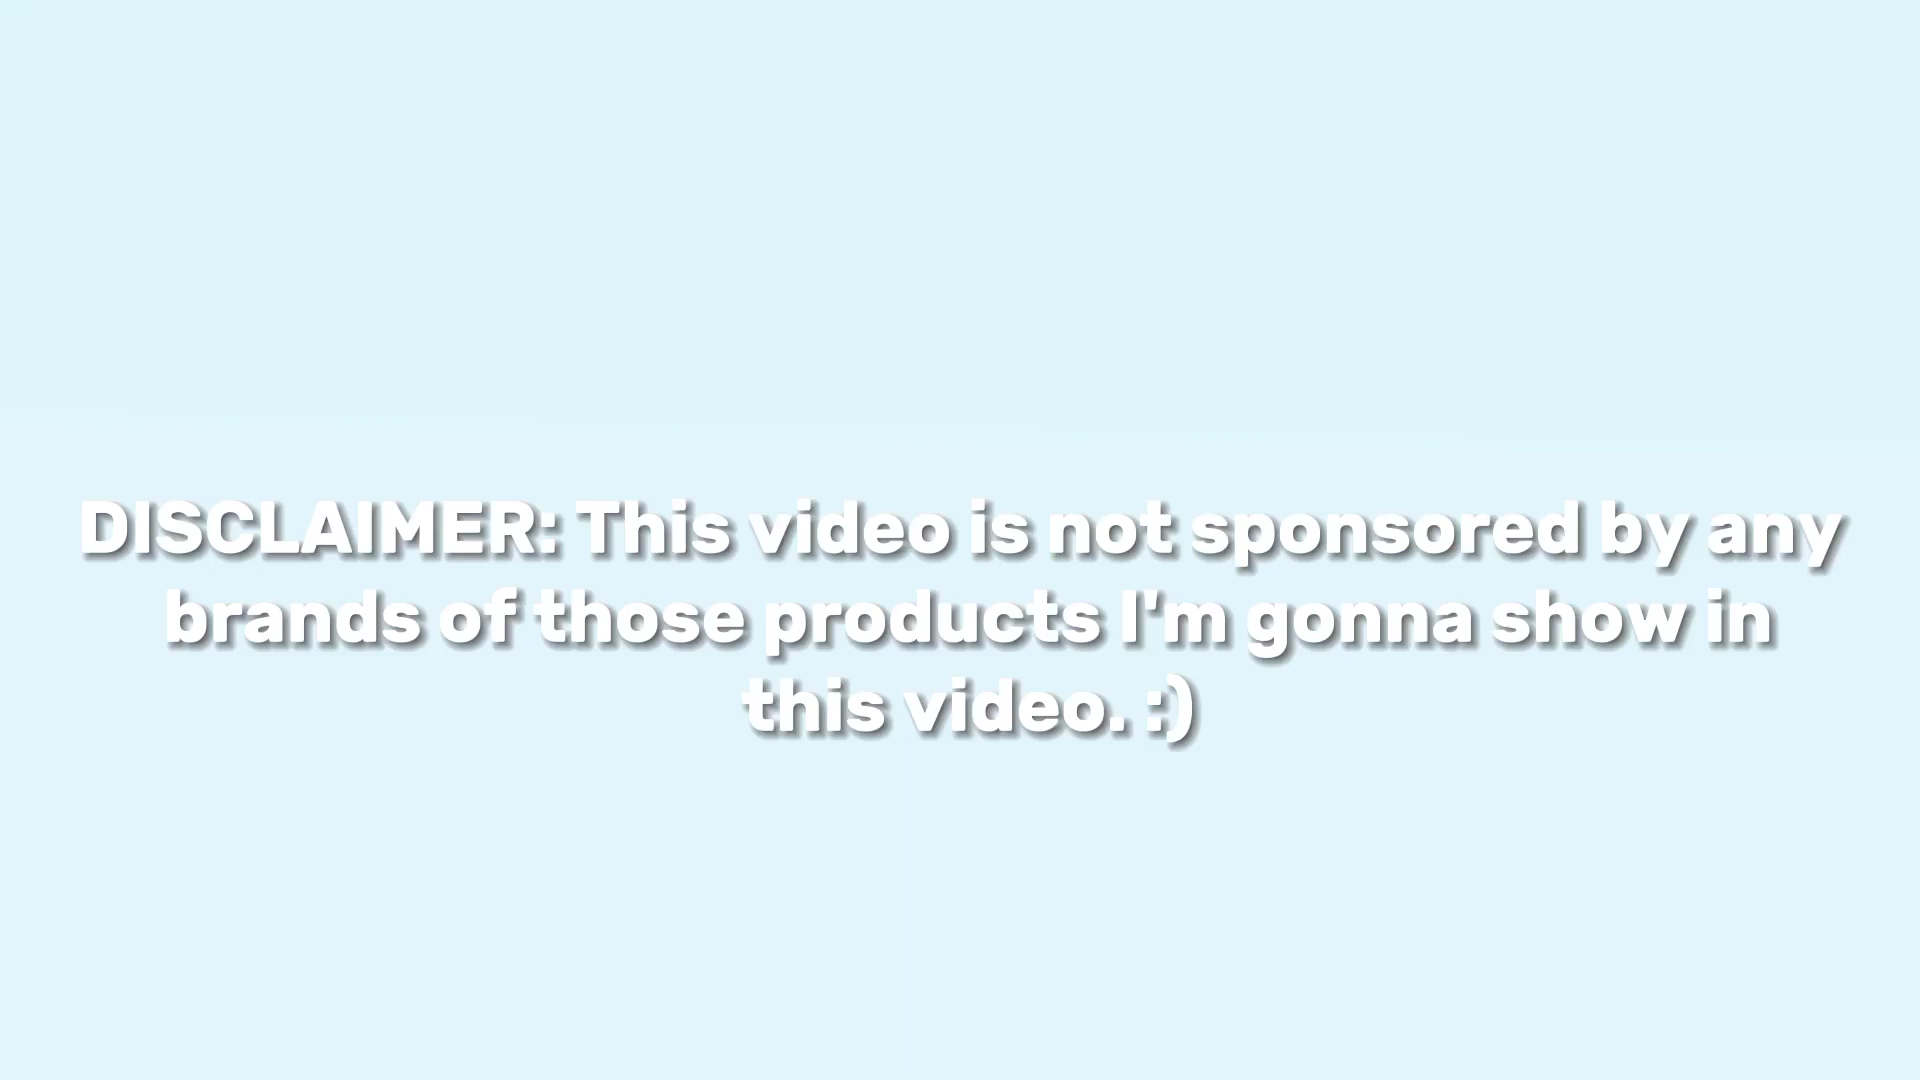 DISCLAIMER: This video is not sponsored by any
brands of those products I'm gonna show in
this video. :)